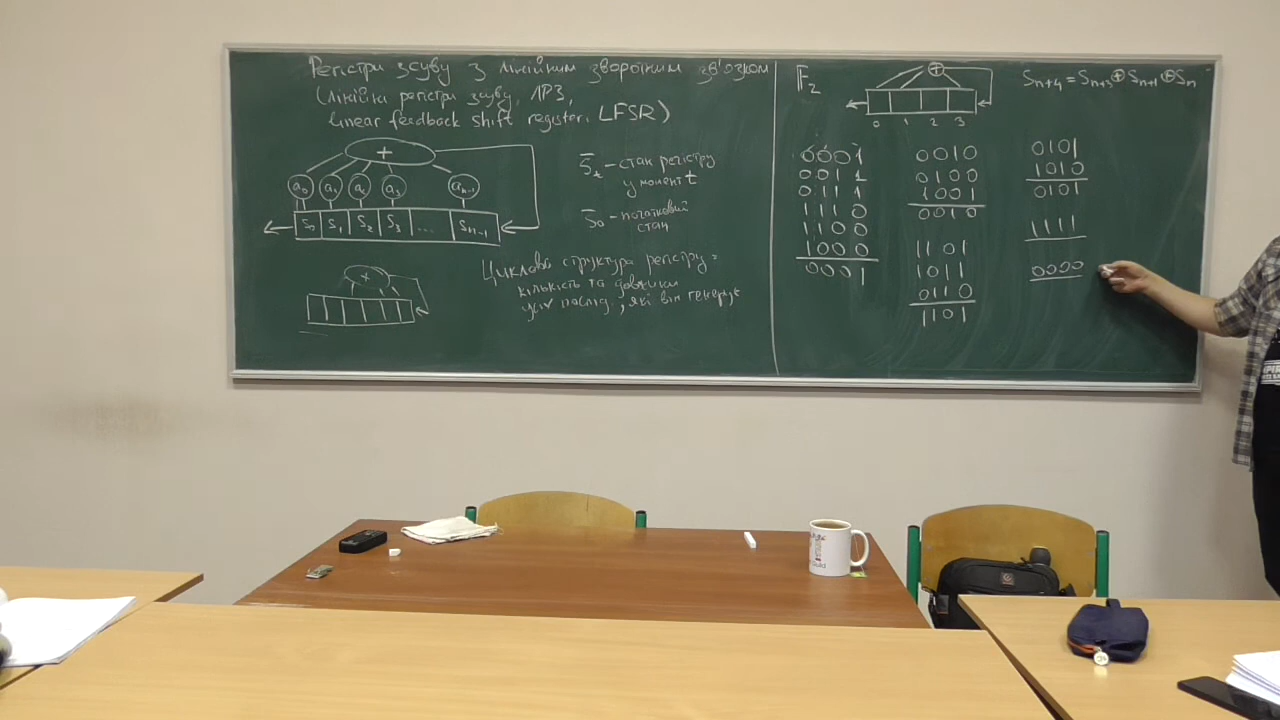 Регістри зсуву з лінійним зворотним зв'язком
(лінійка регістри зсуву, ЛРЗ,
linear feedback shift register, LFSR)
+
a₀ a₁ a₂ a₃ aₙ₋₁
S₀ S₁ S₂ S₃ ... Sₙ₋₁
S̄ₜ – стан регістру
у момент t
S̄₀ – початковий
стан
+
Циклова структура регістру =
кількість та довжини
усіх послід., які він генерує
𝔽₂
+
0 1 2 3
Sₙ₊₄ = Sₙ₊₃ ⊕ Sₙ₊₁ ⊕ Sₙ
0001
0011
0111
1110
1100
1000
0001
0010
0100
1001
0010
1101
1011
0110
1101
0101
1010
0101
1111
0000